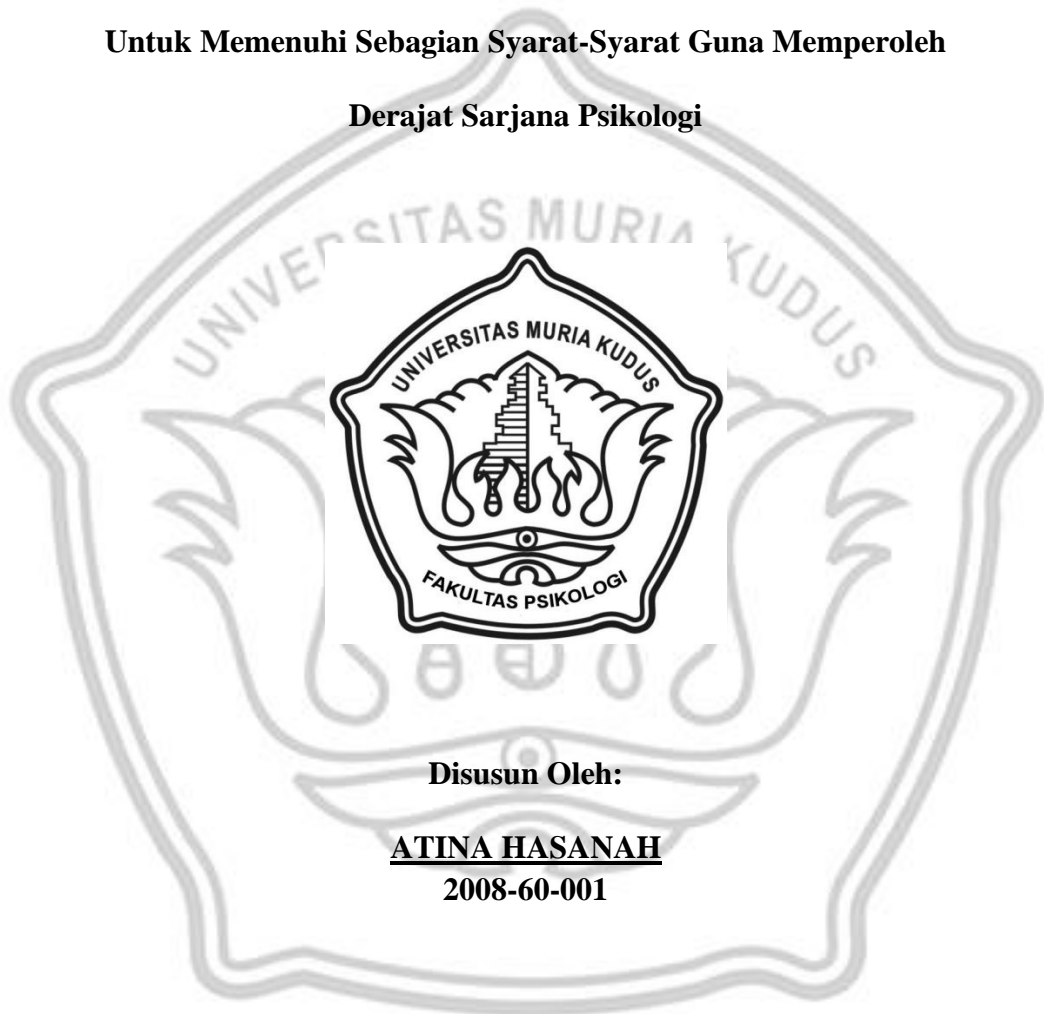 Untuk Memenuhi Sebagian Syarat-Syarat Guna Memperoleh
Derajat Sarjana Psikologi
UNIVERSITAS MURIA KUDUS
UNIVERSITAS MURIA KUDUS
FAKULTAS PSIKOLOGI
Disusun Oleh:
ATINA HASANAH
2008-60-001